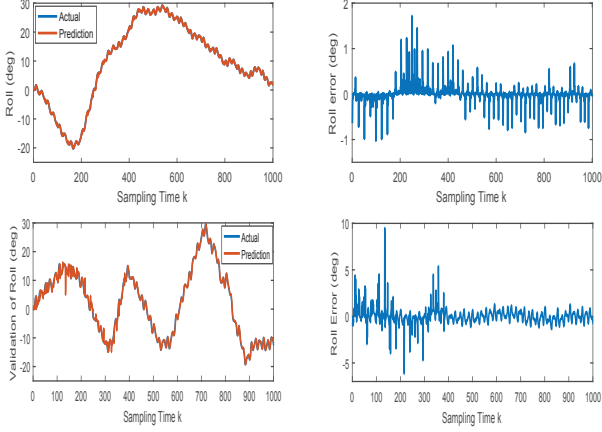 30
20
10
0
-10
-20
Roll (deg)
Actual
Prediction
0 200 400 600 800 1000
Sampling Time k
2
1
0
-1
Roll error (deg)
0 200 400 600 800 1000
Sampling Time k
30
20
10
0
-10
-20
Validation of Roll (deg)
Actual
Prediction
0 100 200 300 400 500 600 700 800 900 1000
Sampling Time k
10
5
0
-5
Roll Error (deg)
0 100 200 300 400 500 600 700 800 900 1000
Sampling Time k